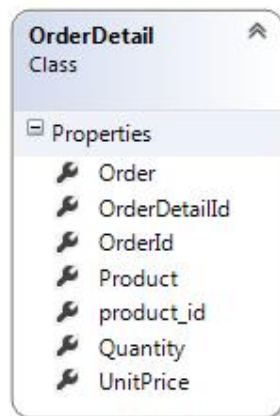 OrderDetail
Class
Properties
Order
OrderDetailId
OrderId
Product
product_id
Quantity
UnitPrice